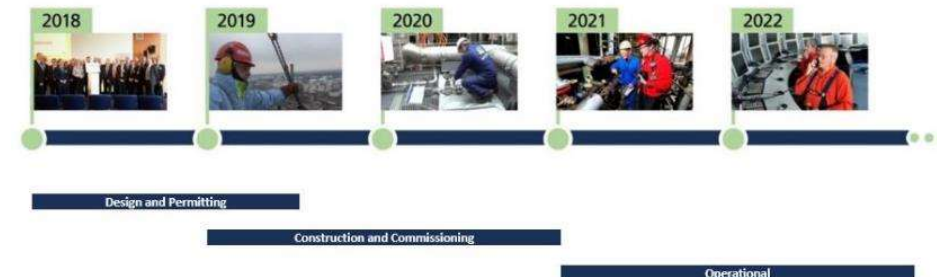 2018
2019
2020
2021
2022
Design and Permitting
Construction and Commissioning
Operational